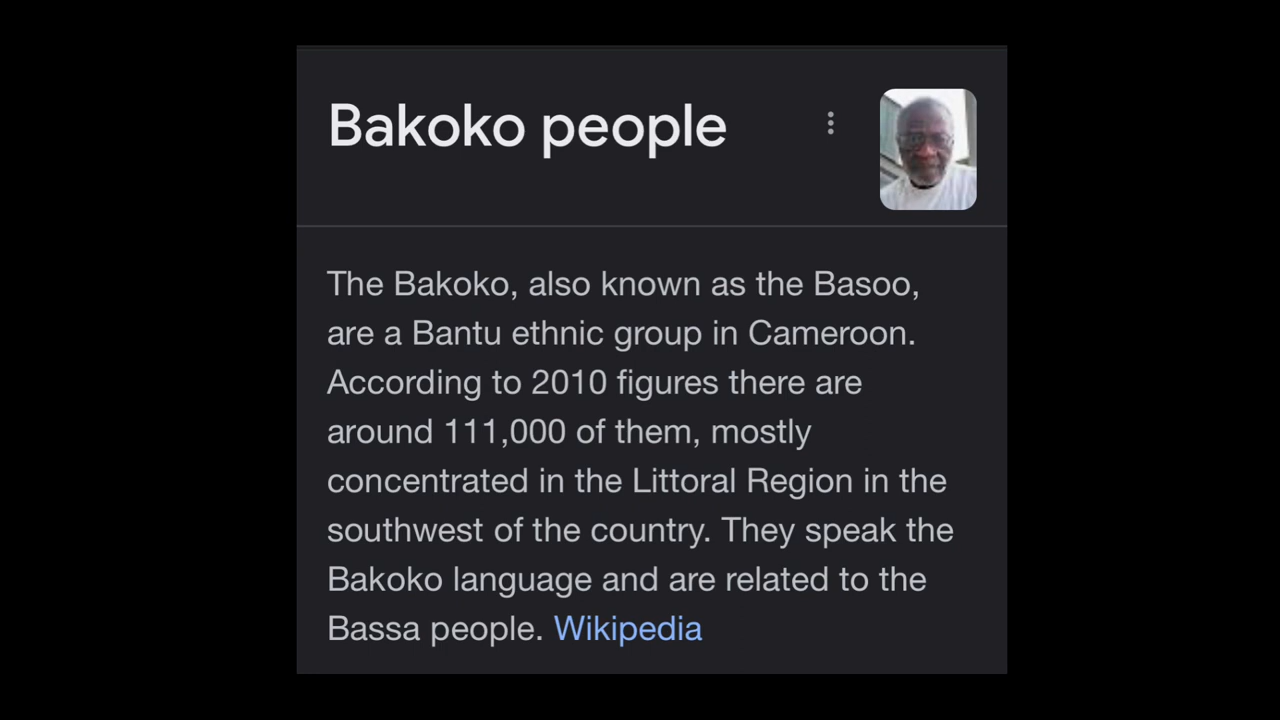 Bakoko people
The Bakoko, also known as the Basoo,
are a Bantu ethnic group in Cameroon.
According to 2010 figures there are
around 111,000 of them, mostly
concentrated in the Littoral Region in the
southwest of the country. They speak the
Bakoko language and are related to the
Bassa people. Wikipedia